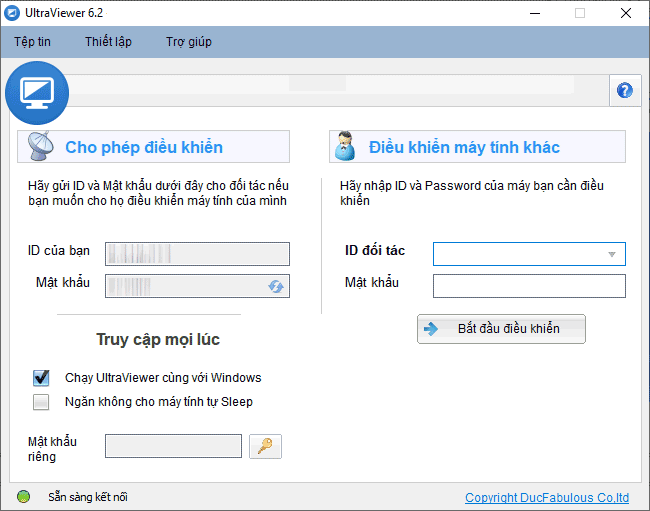 UltraViewer 6.2
Tệp tin Thiết lập Trợ giúp
Cho phép điều khiển
Hãy gửi ID và Mật khẩu dưới đây cho đối tác nếu
bạn muốn cho họ điều khiển máy tính của mình
ID của bạn
Mật khẩu
Truy cập mọi lúc
Chạy UltraViewer cùng với Windows
Ngăn không cho máy tính tự Sleep
Mật khẩu
riêng
Điều khiển máy tính khác
Hãy nhập ID và Password của máy bạn cần điều
khiển
ID đối tác
Mật khẩu
Bắt đầu điều khiển
Sẵn sàng kết nối
Copyright DucFabulous Co,ltd